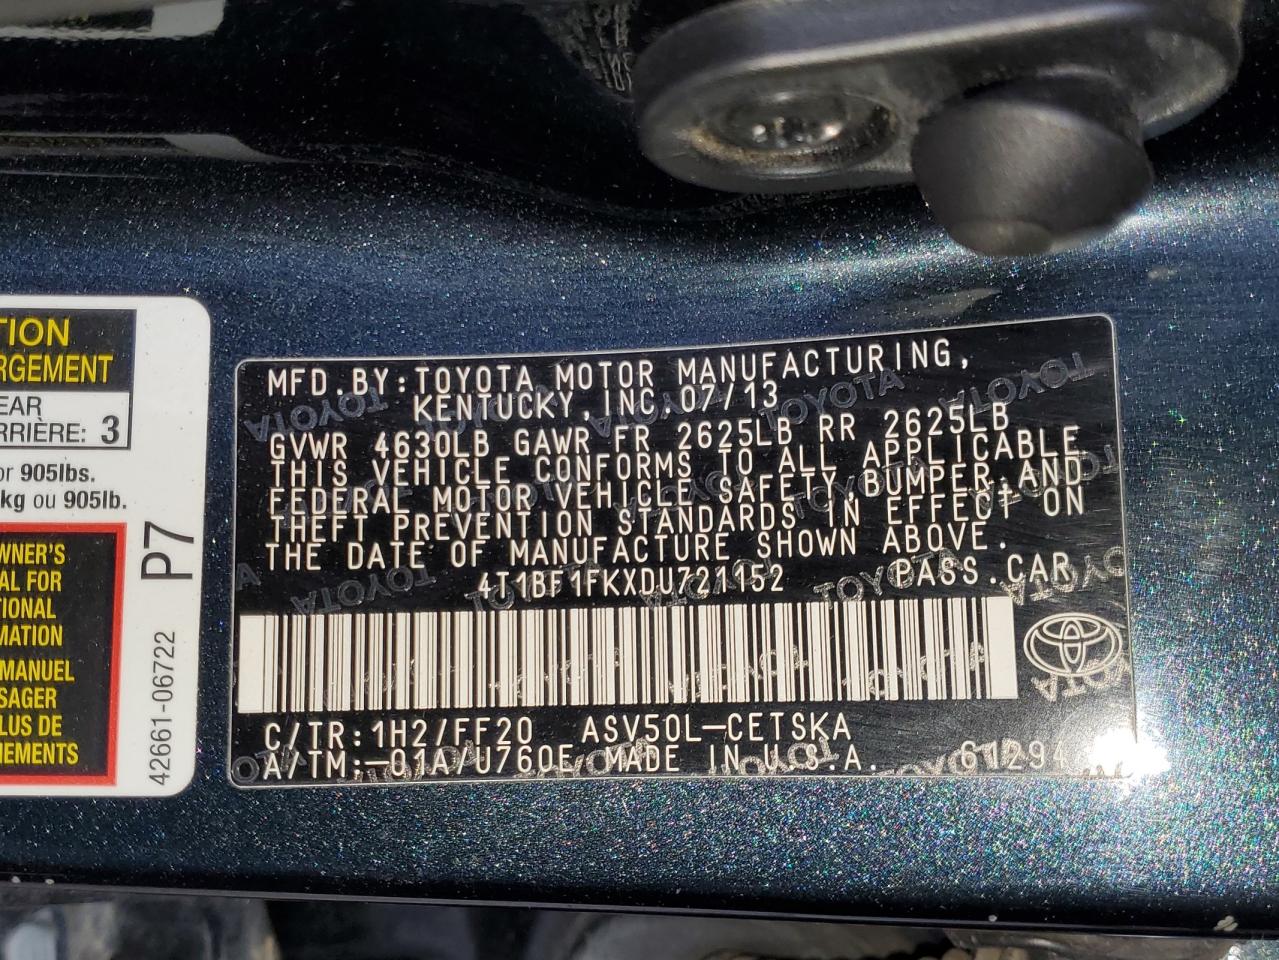 TION
RGEMENT
EAR
RRIÈRE: 3
or 905lbs.
kg ou 905lb.
WNER'S
AL FOR
TIONAL
MATION
MANUEL
SAGER
LUS DE
NEMENTS
P7
42661-06722
MFD.BY:TOYOTA MOTOR MANUFACTURING,
KENTUCKY,INC.07/13
GVWR 4630LB GAWR FR 2625LB RR 2625LB
THIS VEHICLE CONFORMS TO ALL APPLICABLE
FEDERAL MOTOR VEHICLE SAFETY,BUMPER,AND
THEFT PREVENTION STANDARDS IN EFFECT ON
THE DATE OF MANUFACTURE SHOWN ABOVE.
4T1BF1FKXDU721152 PASS.CAR
C/TR:1H2/FF20 ASV50L-CETSKA
A/TM:-01A/U760E MADE IN U.S.A.
TOYOTA